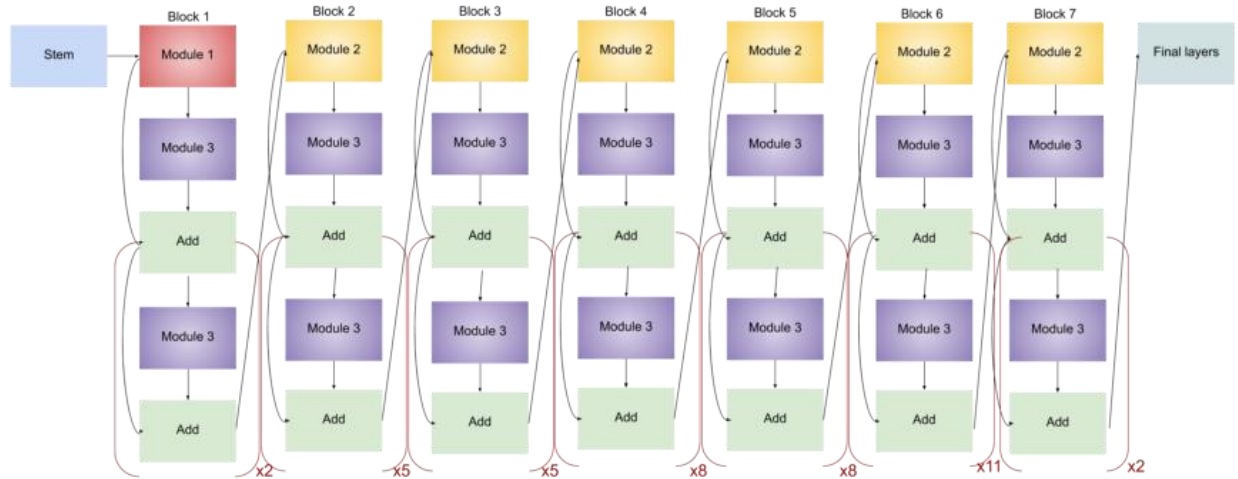 Block 1 Block 2 Block 3 Block 4 Block 5 Block 6 Block 7
Stem Module 1 Module 2 Module 2 Module 2 Module 2 Module 2 Module 2 Final layers
Module 3 Module 3 Module 3 Module 3 Module 3 Module 3 Module 3
Add Add Add Add Add Add Add
Module 3 Module 3 Module 3 Module 3 Module 3 Module 3 Module 3
Add Add Add Add Add Add Add
x2 x5 x5 x8 x8 x11 x2